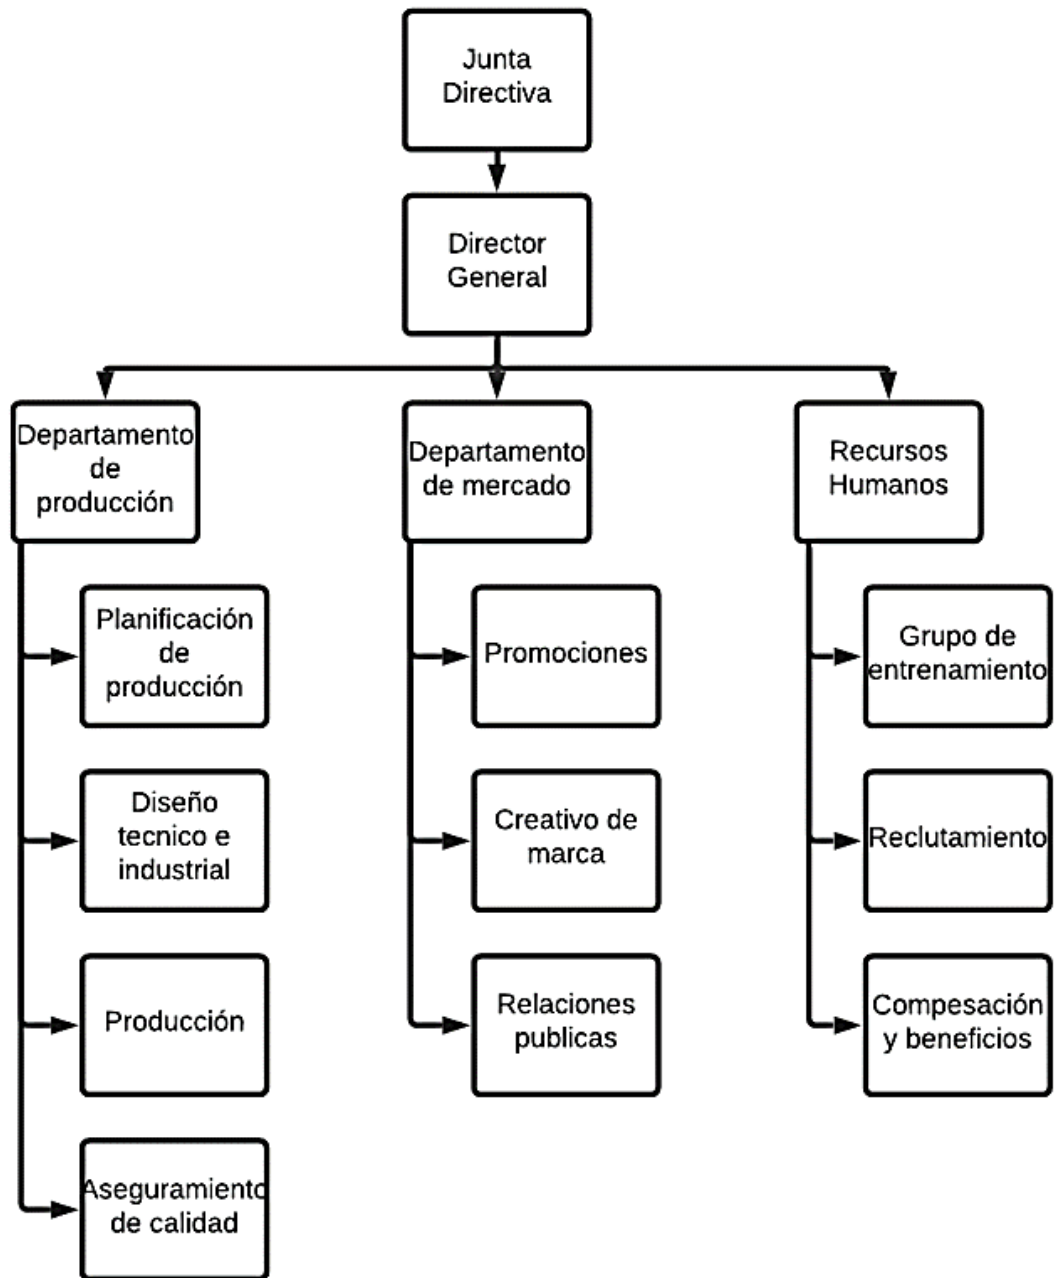 Junta
Directiva
Director
General
Departamento
de
producción
Departamento
de mercado
Recursos
Humanos
Planificación
de
producción
Promociones
Grupo de
entrenamiento
Diseño
tecnico e
industrial
Creativo de
marca
Reclutamiento
Producción
Relaciones
publicas
Compesación
y beneficios
Aseguramiento
de calidad